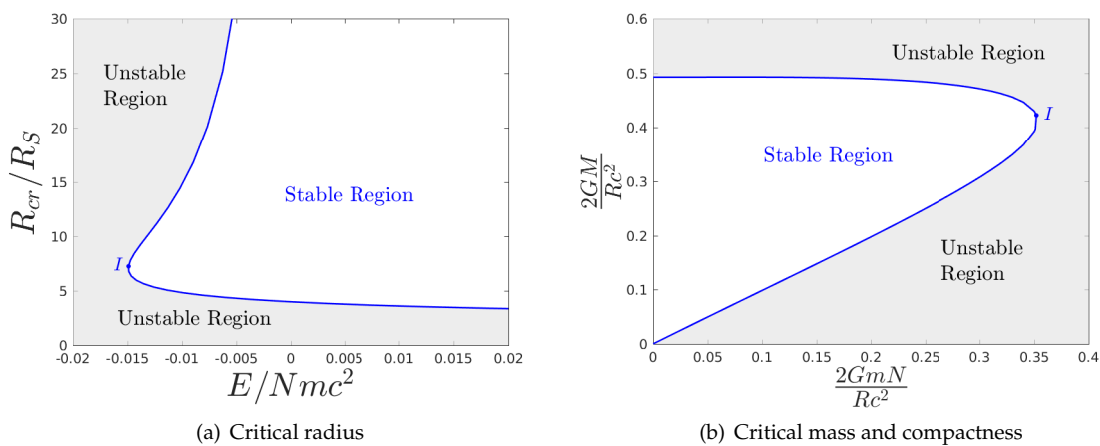 30
25
20
15
10
5
0
R_{cr}/R_S
Unstable
Region
I
Stable Region
Unstable Region
-0.02 -0.015 -0.01 -0.005 0 0.005 0.01 0.015 0.02
E/Nmc^2
(a) Critical radius
0.6
0.5
0.4
0.3
0.2
0.1
0
\frac{2GM}{Rc^2}
Unstable Region
I
Stable Region
Unstable
Region
0 0.05 0.1 0.15 0.2 0.25 0.3 0.35 0.4
\frac{2GmN}{Rc^2}
(b) Critical mass and compactness